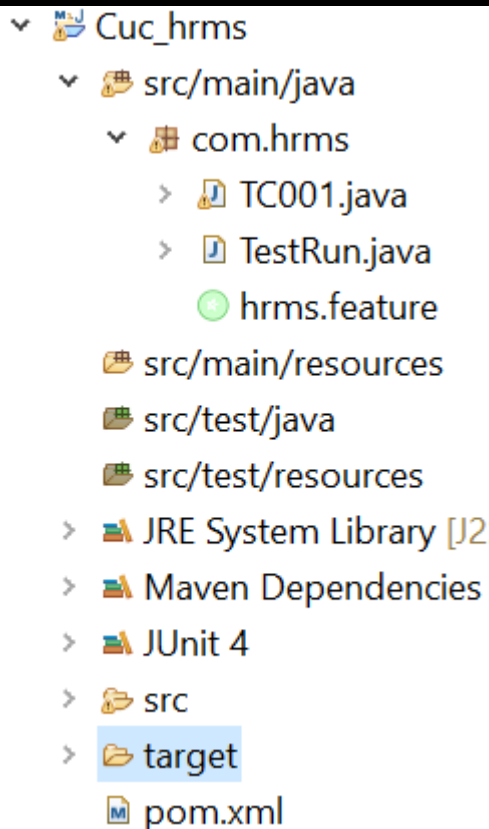 Cuc_hrms
src/main/java
com.hrms
TC001.java
TestRun.java
hrms.feature
src/main/resources
src/test/java
src/test/resources
JRE System Library [J2
Maven Dependencies
JUnit 4
src
target
pom.xml